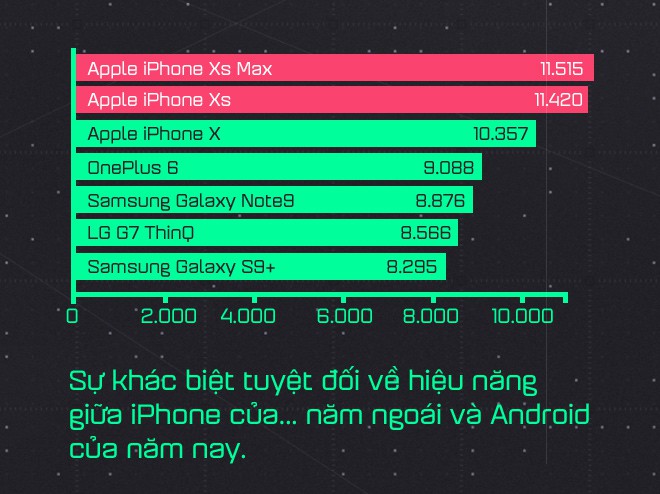 Apple iPhone Xs Max 11.515
Apple iPhone Xs 11.420
Apple iPhone X 10.357
OnePlus 6 9.088
Samsung Galaxy Note9 8.876
LG G7 ThinQ 8.566
Samsung Galaxy S9+ 8.295
0 2.000 4.000 6.000 8.000 10.000
Sự khác biệt tuyệt đối về hiệu năng
giữa iPhone của... năm ngoái và Android
của năm nay.